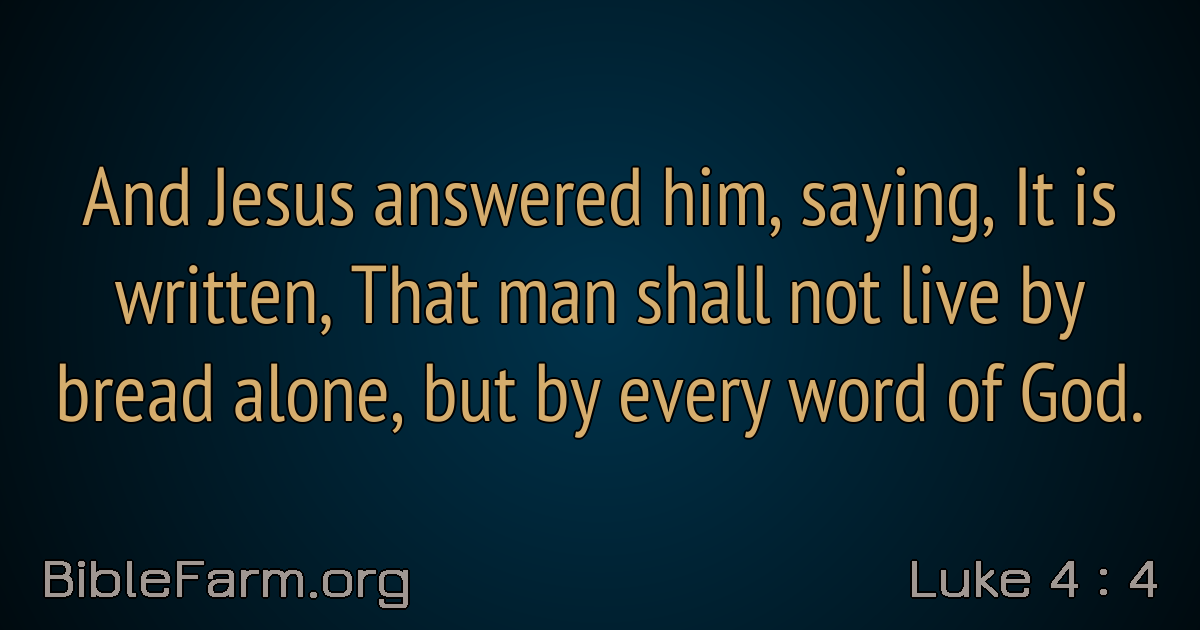 And Jesus answered him, saying, It is
written, That man shall not live by
bread alone, but by every word of God.
BibleFarm.org
Luke 4 : 4